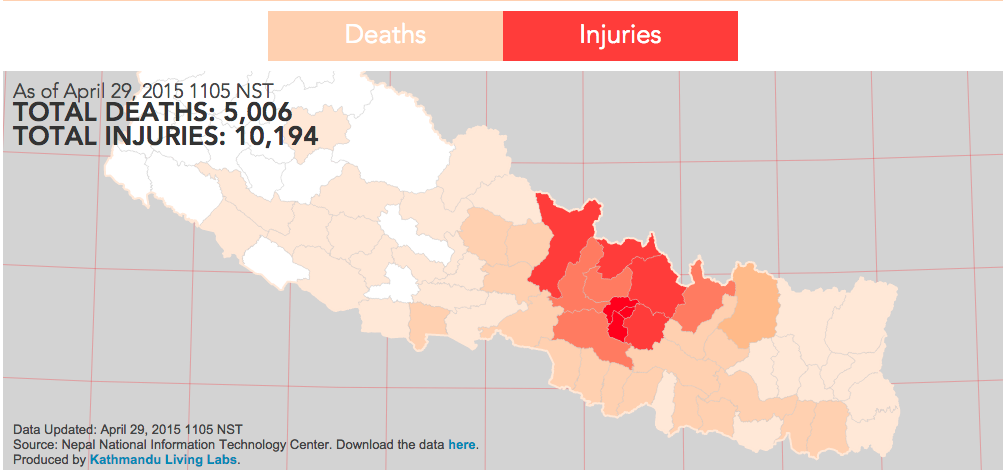 Deaths
Injuries
As of April 29, 2015 1105 NST
TOTAL DEATHS: 5,006
TOTAL INJURIES: 10,194
Data Updated: April 29, 2015 1105 NST
Source: Nepal National Information Technology Center. Download the data here.
Produced by Kathmandu Living Labs.